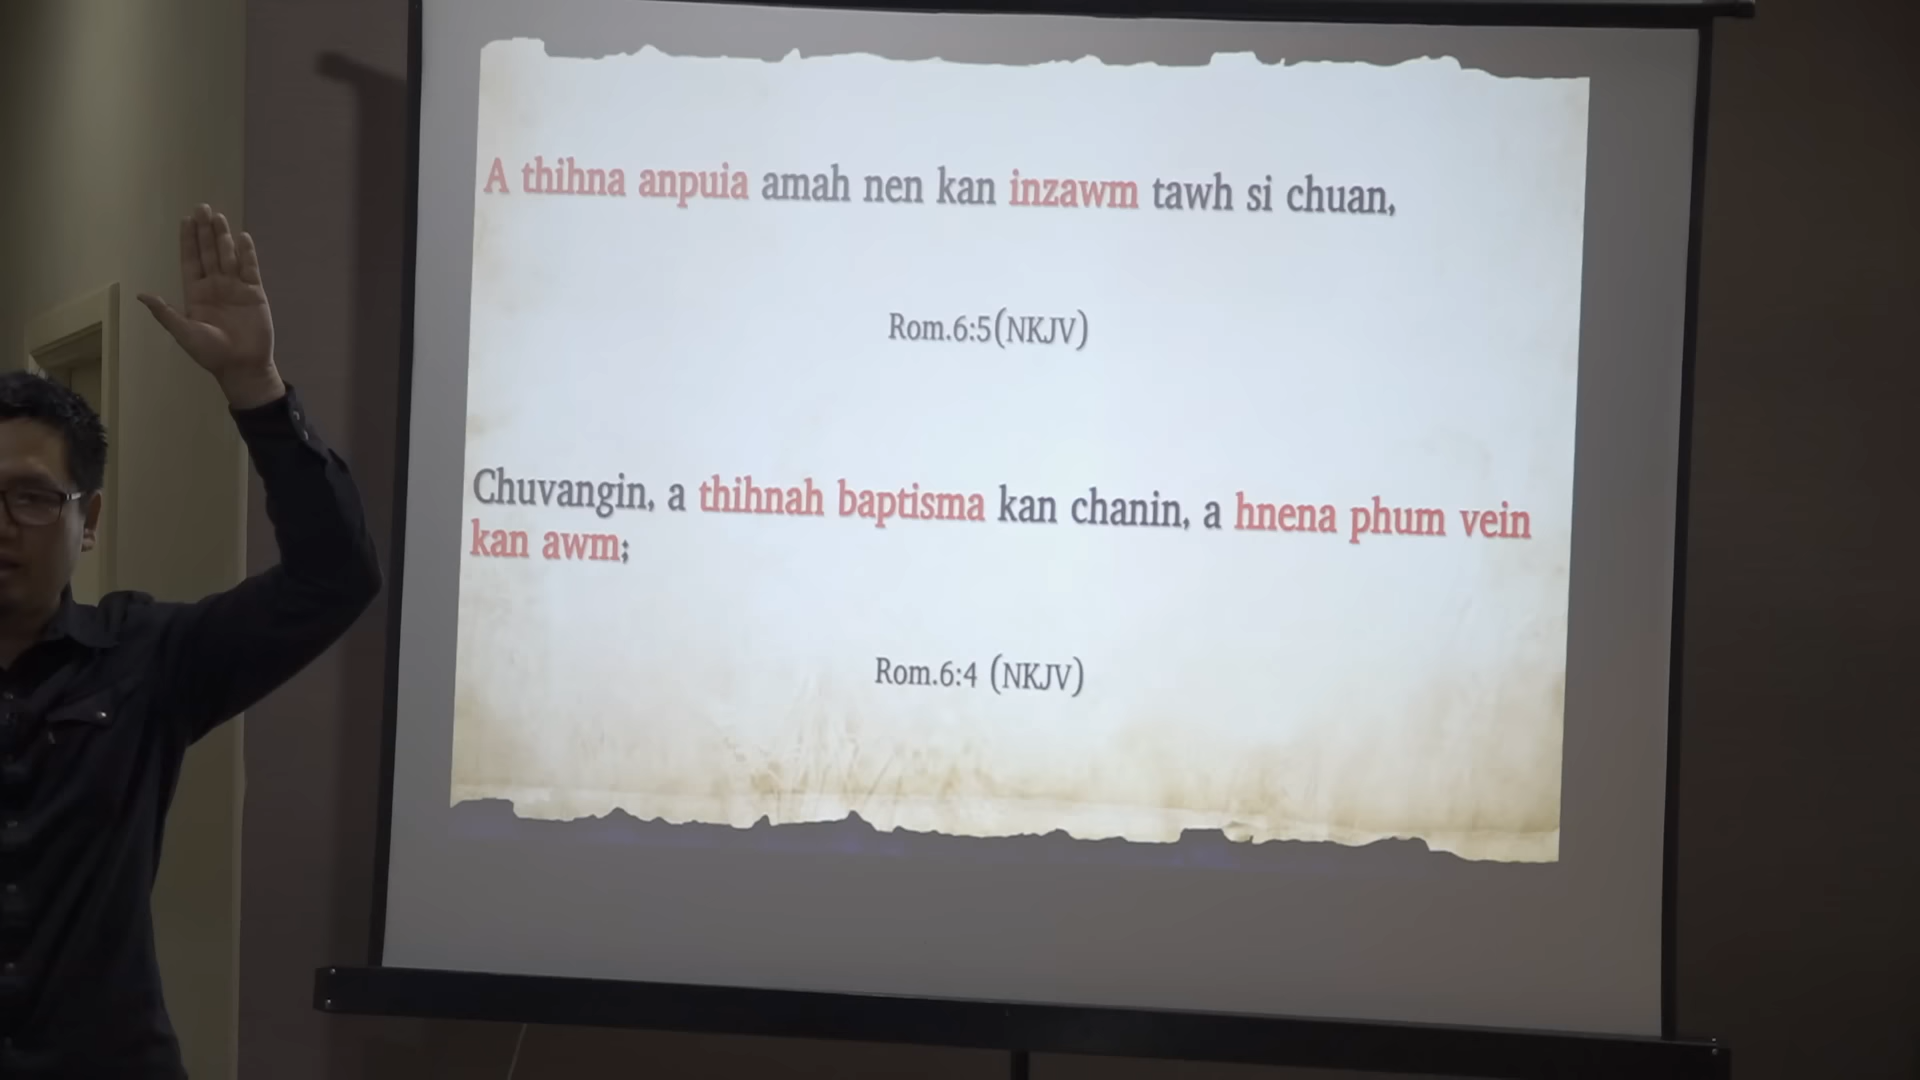 A thihna anpuia amah nen kan inzawm tawh si chuan,
Rom.6:5(NKJV)
Chuvangin, a thihnah baptisma kan chanin, a hnena phum vein
kan awm;
Rom.6:4 (NKJV)